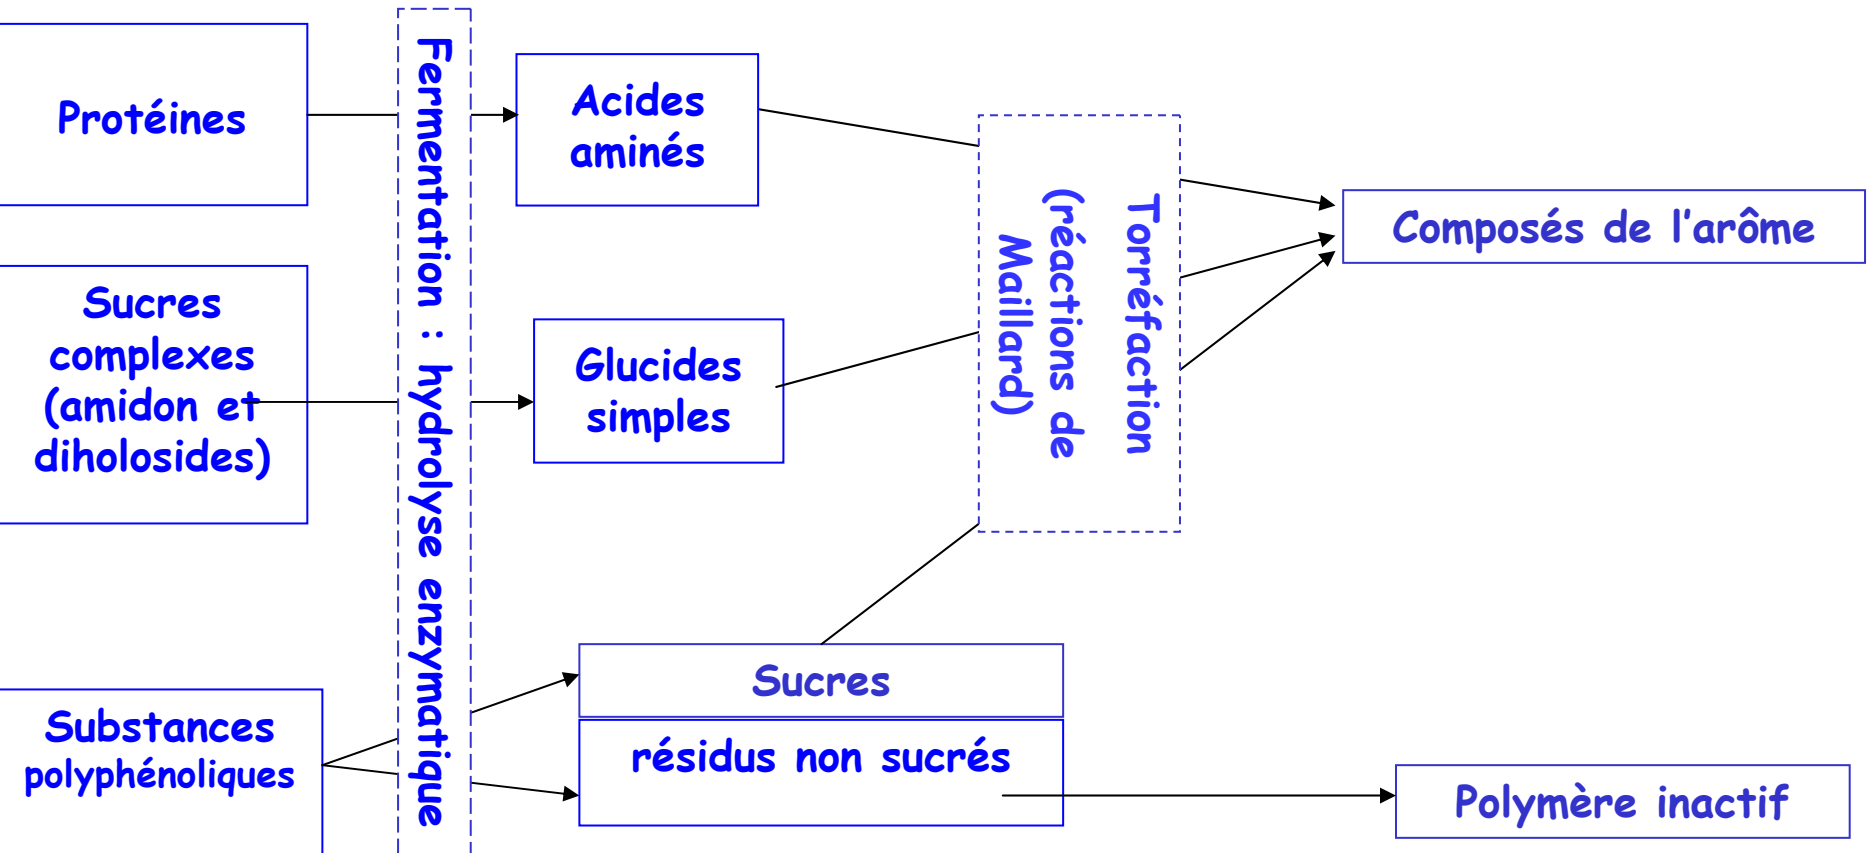 Protéines
Sucres
complexes
(amidon et
diholosides)
Substances
polyphénoliques
Fermentation : hydrolyse enzymatique
Acides
aminés
Glucides
simples
Sucres
résidus non sucrés
Torréfaction
(réactions de
Maillard)
Composés de l'arôme
Polymère inactif